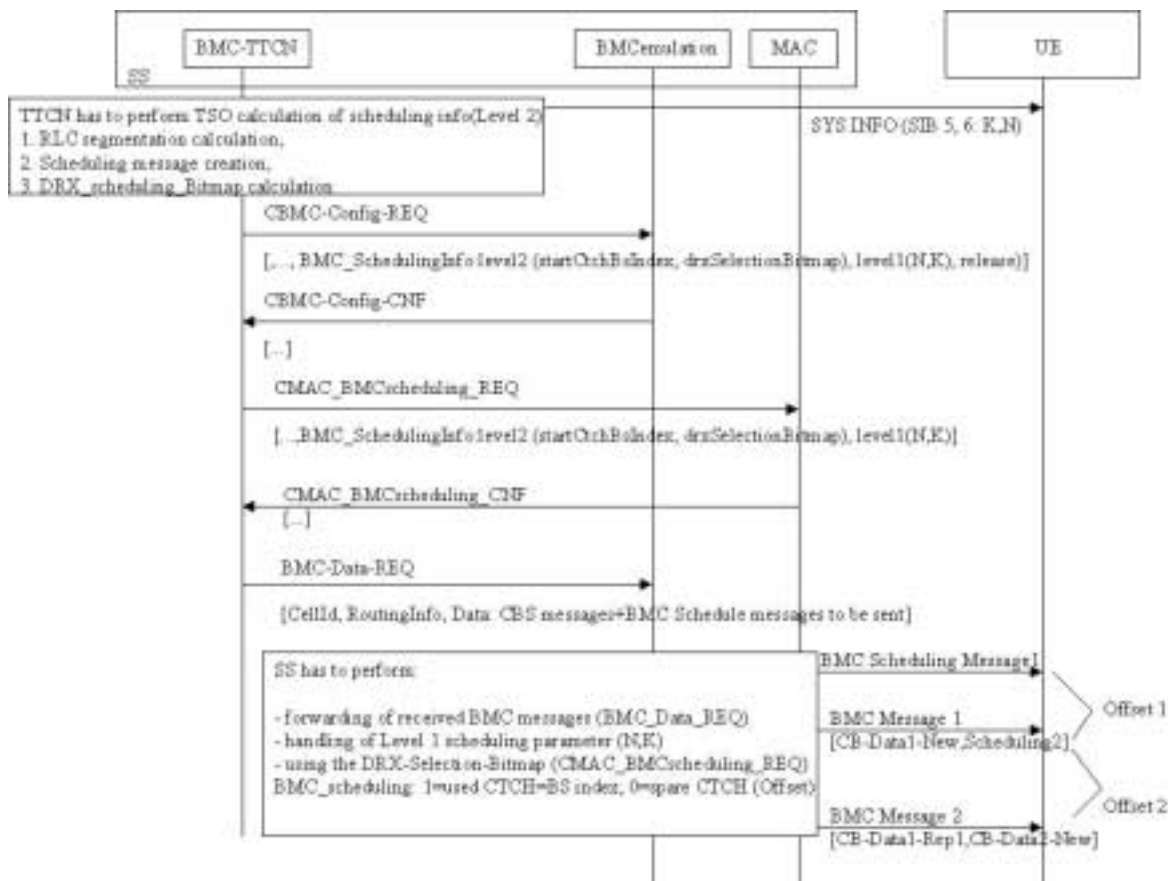 BMC-TTCN
BMCemulation
MAC
UE
SS
TTCN has to perform TSO calculation of scheduling info(Level 2)
1. RLC segmentation calculation,
2. Scheduling message creation,
3. DRX_scheduling_Bitmap calculation
SYS INFO (SIB 5, 6: K,N)
CBMC-Config-REQ
[,..., BMC_SchedulingInfo level2 (startCtchBsIndex, drxSelectionBitmap), level1(N,K), release)]
CBMC-Config-CNF
[...]
CMAC_BMCscheduling_REQ
[...,BMC_SchedulingInfo level2 (startCtchBsIndex, drxSelectionBitmap), level1(N,K)]
CMAC_BMCscheduling_CNF
[...]
BMC-Data-REQ
[CellId, RoutingInfo, Data: CBS messages+BMC Schedule messages to be sent]
SS has to perform:
- forwarding of received BMC messages (BMC_Data_REQ)
- handling of Level 1 scheduling parameter (N,K)
- using the DRX-Selection-Bitmap (CMAC_BMCscheduling_REQ)
BMC_scheduling: 1=used CTCH=BS index, 0=spare CTCH (Offset)
BMC Scheduling Message1
Offset 1
BMC Message 1
[CB-Data1-New,Scheduling2]
Offset 2
BMC Message 2
[CB-Data1-Rep1,CB-Data2-New]